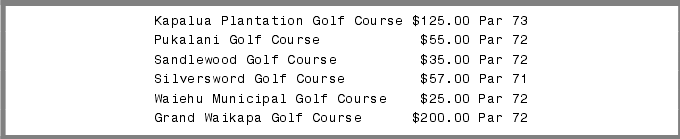 Kapalua Plantation Golf Course $125.00 Par 73
Pukalani Golf Course $55.00 Par 72
Sandlewood Golf Course $35.00 Par 72
Silversword Golf Course $57.00 Par 71
Waiehu Municipal Golf Course $25.00 Par 72
Grand Waikapa Golf Course $200.00 Par 72